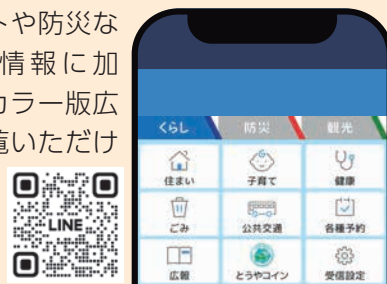 トや防災な
情報に加
カラー版広
覧いただけ
LINE
くらし 防災 観光
住まい 子育て 健康
ごみ 公共交通 各種予約
広報 とうやコイン 受信設定